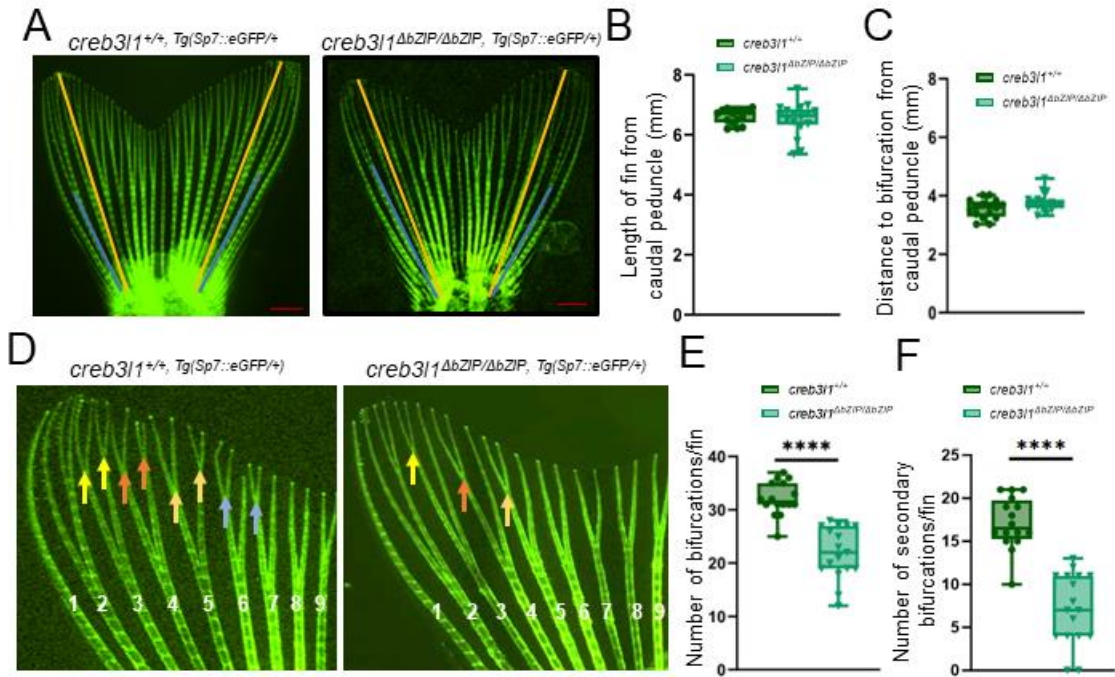 A
creb3l1+/+, Tg(Sp7::eGFP/+
creb3l1ΔbZIP/ΔbZIP, Tg(Sp7::eGFP/+)
B
creb3l1+/+
creb3l1ΔbZIP/ΔbZIP
Length of fin from
caudal peduncle (mm)
8
6
4
2
0
C
creb3l1+/+
creb3l1ΔbZIP/ΔbZIP
Distance to bifurcation from
caudal peduncle (mm)
8
6
4
2
0
D
creb3l1+/+, Tg(Sp7::eGFP/+)
creb3l1ΔbZIP/ΔbZIP, Tg(Sp7::eGFP/+)
1 2 3 4 5 6 7 8 9
1 2 3 4 5 6 7 8 9
E
creb3l1+/+
creb3l1ΔbZIP/ΔbZIP
****
Number of bifurcations/fin
40
30
20
10
0
F
creb3l1+/+
creb3l1ΔbZIP/ΔbZIP
****
Number of secondary
bifurcations/fin
25
20
15
10
5
0